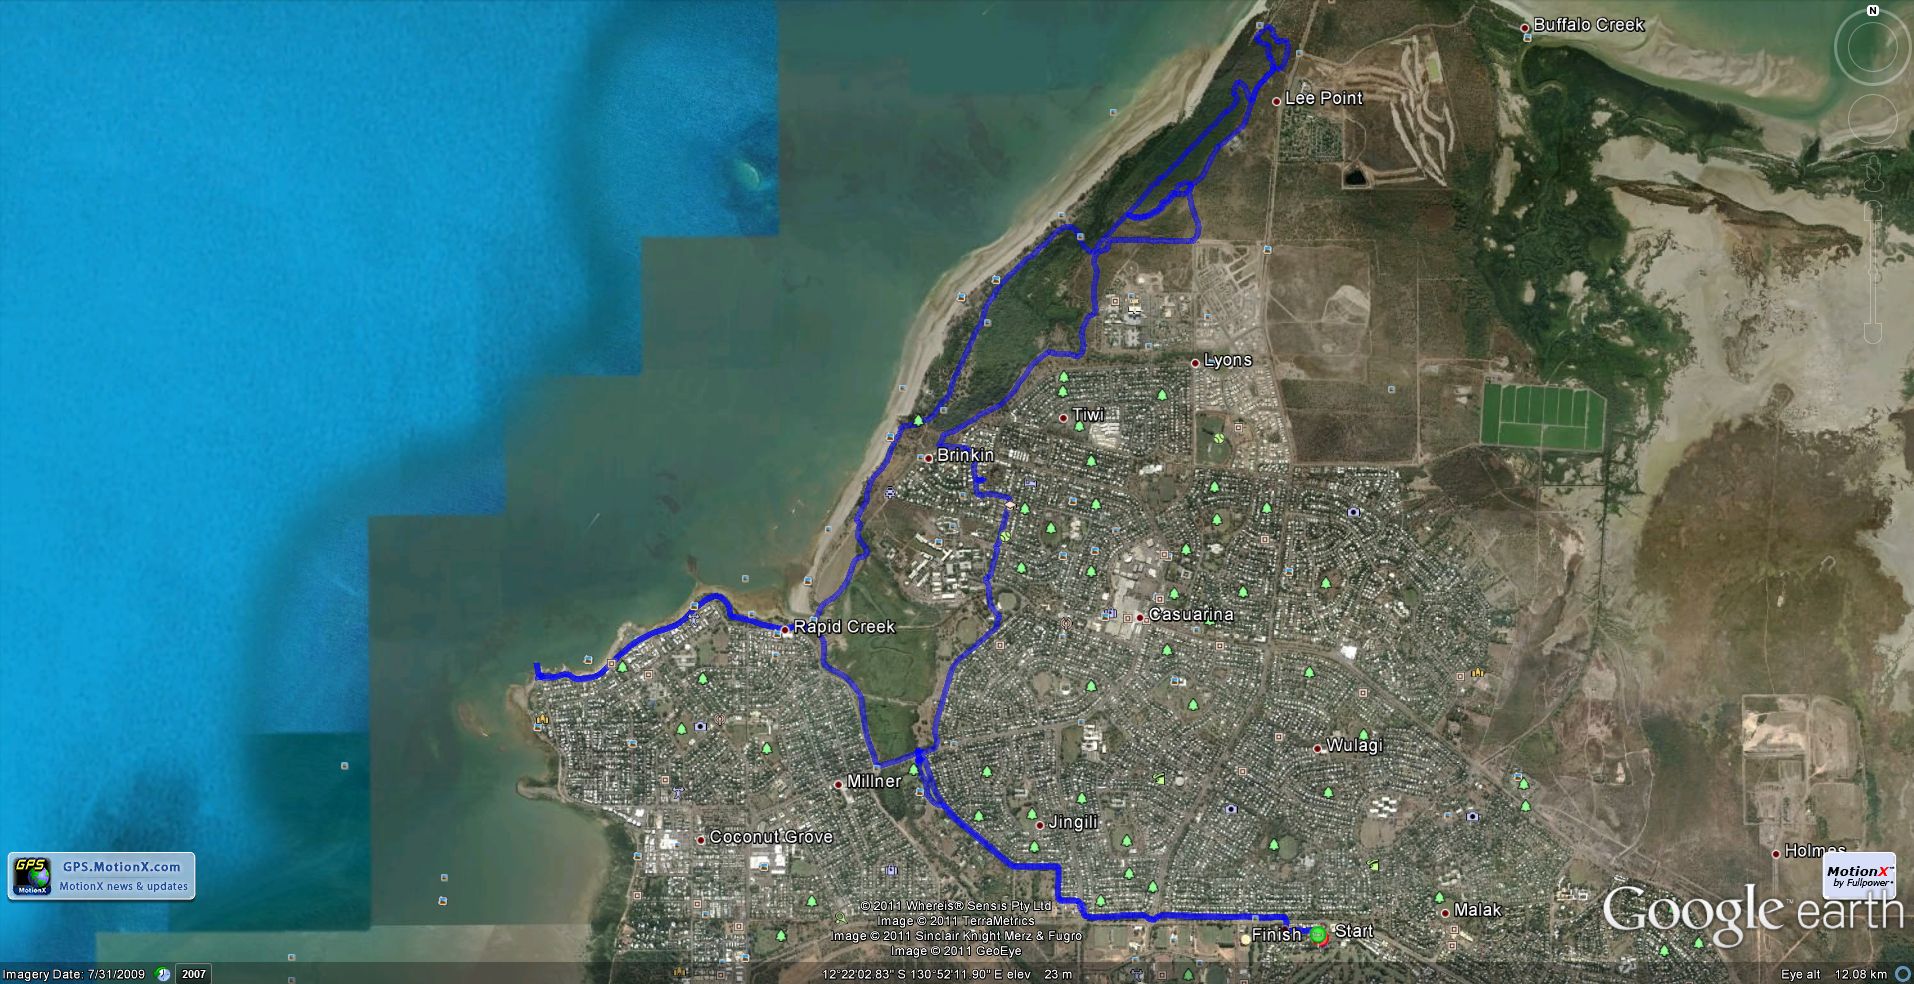 N
Buffalo Creek
Lee Point
Lyons
Tiwi
Brinkin
Casuarina
Rapid Creek
Wulagi
Millner
Jingili
Coconut Grove
Holmes
GPS
MotionX
GPS.MotionX.com
MotionX news & updates
MotionX™
by Fullpower®
Malak
Finish
Start
© 2011 Whereis® Sensis Pty Ltd
Image © 2011 TerraMetrics
Image © 2011 Sinclair Knight Merz & Fugro
Image © 2011 GeoEye
Google earth
Imagery Date: 7/31/2009
2007
12°22'02.83" S 130°52'11.90" E elev 23 m
Eye alt 12.08 km